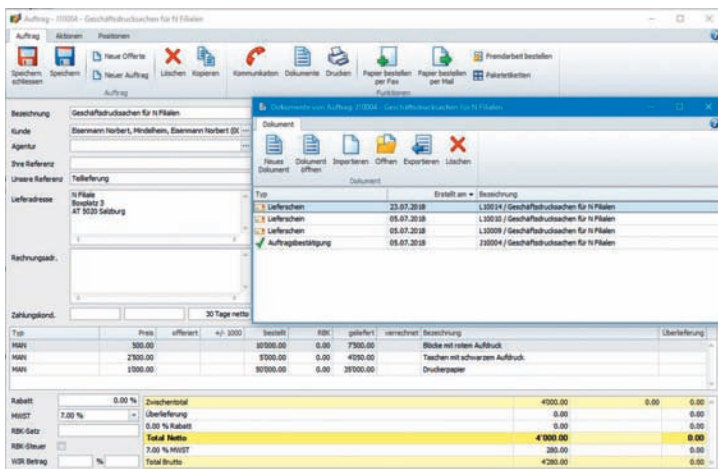 Auftrag - J10004 - Geschäftsdrucksachen für N Filialen
Auftrag Aktionen Positionen
Speichern schliessen
Speichern
Neue Offerte
Neuer Auftrag
Löschen
Kopieren
Kommunikation
Dokumente
Drucken
Papier bestellen per Fax
Papier bestellen per Mail
Fremdarbeit bestellen
Paketetiketten
Auftrag
Funktionen
Bezeichnung Geschäftsdrucksachen für N Filialen
Kunde Eisenmann Norbert, Mindelheim, Eisenmann Norbert
Agentur
Ihre Referenz
Unsere Referenz Teillieferung
Lieferadresse N Filiale
Boxplatz 3
AT 5020 Salzburg
Rechnungsadr.
Zahlungskond. 30 Tage netto
Dokumente von Auftrag J10004 - Geschäftsdrucksachen für N Filialen
Dokument
Neues Dokument
Dokument öffnen
Importieren
Öffnen
Exportieren
Löschen
Dokument
Typ Erstellt am Bezeichnung
Lieferschein 23.07.2018 L10014 / Geschäftsdrucksachen für N Filialen
Lieferschein 05.07.2018 L10010 / Geschäftsdrucksachen für N Filialen
Lieferschein 05.07.2018 L10009 / Geschäftsdrucksachen für N Filialen
Auftragsbestätigung 05.07.2018 J10004 / Geschäftsdrucksachen für N Filialen
Typ Preis offeriert +/- 1000 bestellt RBK geliefert verrechnet Bezeichnung Überlieferung
MAN 500.00 10'000.00 0.00 7'500.00 Blöcke mit rotem Aufdruck
MAN 2'500.00 5'000.00 0.00 4'050.00 Taschen mit schwarzem Aufdruck
MAN 1'000.00 50'000.00 0.00 35'000.00 Druckerpapier
Rabatt 0.00 % Zwischentotal 4'000.00 0.00 0.00
MWST 7.00 % Überlieferung 0.00 0.00
RBK-Satz 0.00 % Rabatt 0.00 0.00
RBK-Steuer Total Netto 4'000.00 0.00
7.00 % MWST 280.00 0.00
WIR Betrag % Total Brutto 4'280.00 0.00